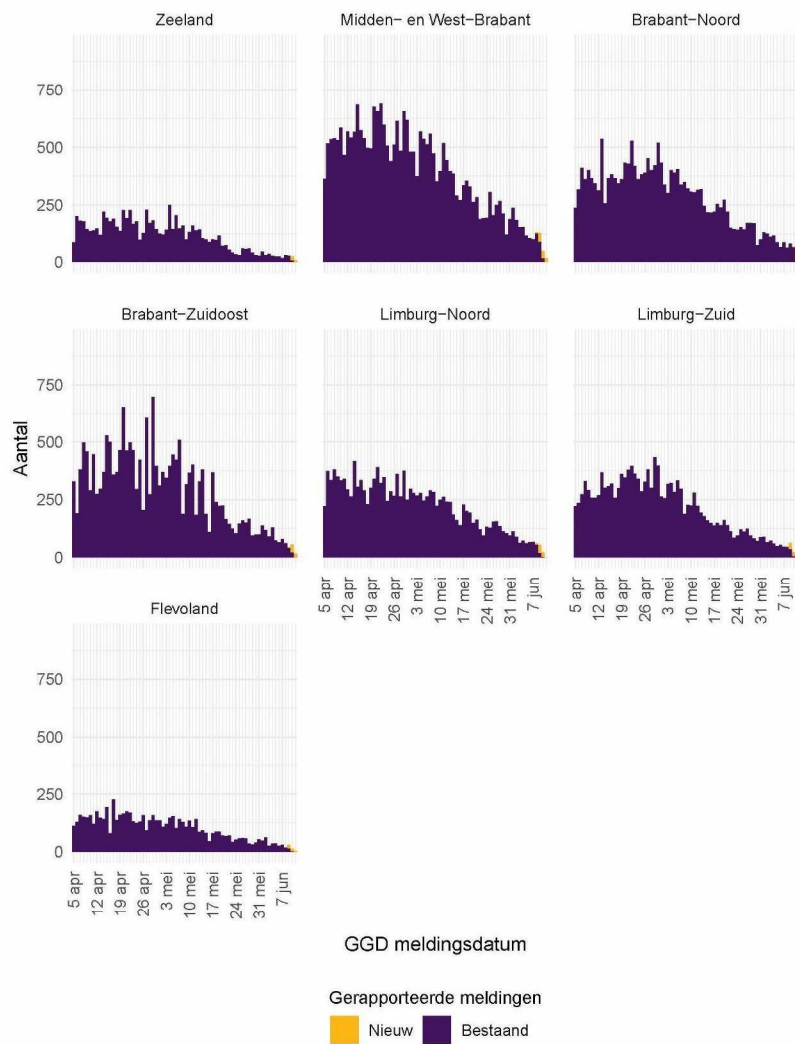 Zeeland
Midden- en West-Brabant
Brabant-Noord
750
500
250
0
Brabant-Zuidoost
Limburg-Noord
Limburg-Zuid
750
500
250
0
Aantal
5 apr
12 apr
19 apr
26 apr
3 mei
10 mei
17 mei
24 mei
31 mei
7 jun
5 apr
12 apr
19 apr
26 apr
3 mei
10 mei
17 mei
24 mei
31 mei
7 jun
Flevoland
750
500
250
0
5 apr
12 apr
19 apr
26 apr
3 mei
10 mei
17 mei
24 mei
31 mei
7 jun
GGD meldingsdatum
Gerapporteerde meldingen
Nieuw
Bestaand